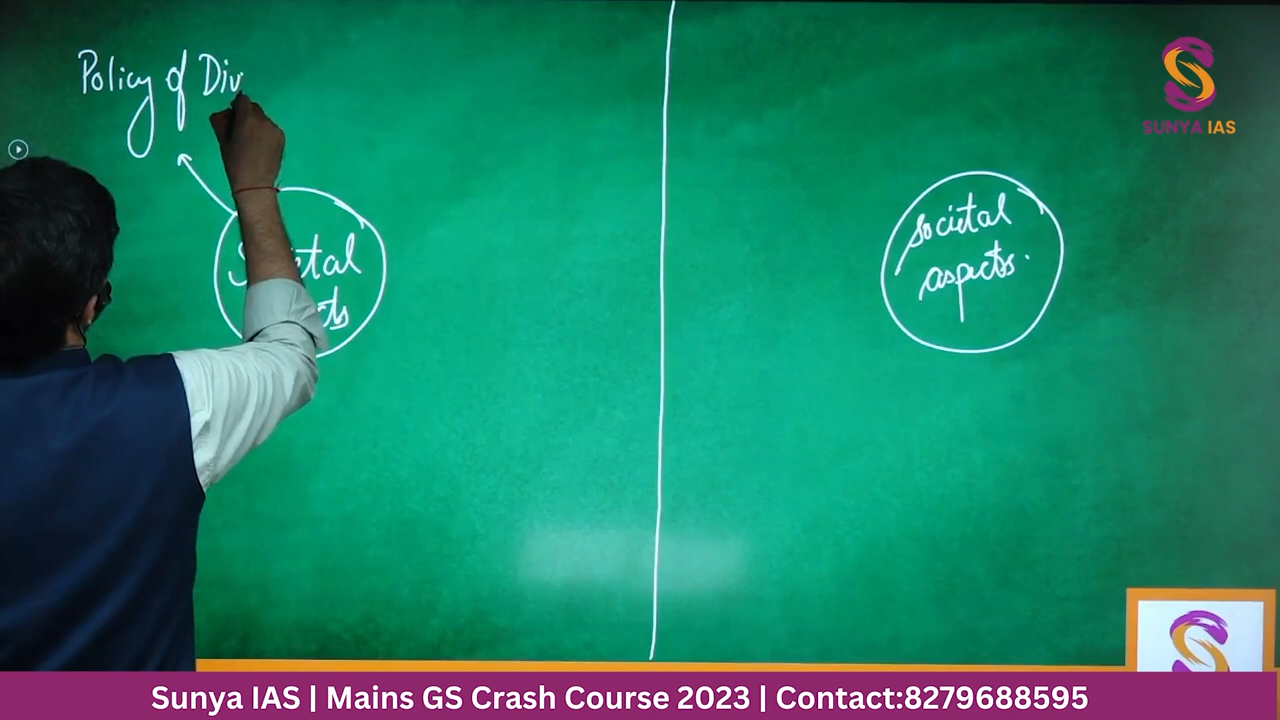 Policy of Div
SUNYA IAS
societal
aspects.
Sunya IAS | Mains GS Crash Course 2023 | Contact:8279688595